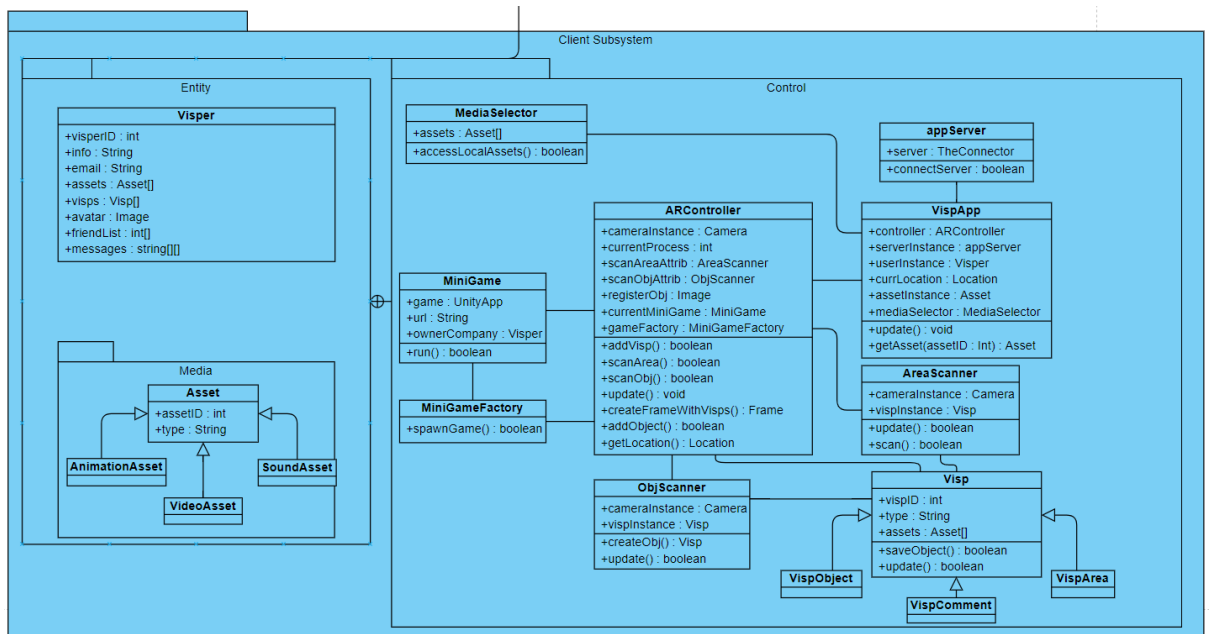 Client Subsystem
Entity
Visper
+visperID : int
+info : String
+email : String
+assets : Asset[]
+visps : Visp[]
+avatar : Image
+friendList : int[]
+messages : string[][]
Media
Asset
+assetID : int
+type : String
AnimationAsset
SoundAsset
VideoAsset
Control
MediaSelector
+assets : Asset[]
+accessLocalAssets() : boolean
appServer
+server : TheConnector
+connectServer : boolean
ARController
+cameraInstance : Camera
+currentProcess : int
+scanAreaAttrib : AreaScanner
+scanObjAttrib : ObjScanner
+registerObj : Image
+currentMiniGame : MiniGame
+gameFactory : MiniGameFactory
+addVisp() : boolean
+scanArea() : boolean
+scanObj() : boolean
+update() : void
+createFrameWithVisps() : Frame
+addObject() : boolean
+getLocation() : Location
VispApp
+controller : ARController
+serverInstance : appServer
+userInstance : Visper
+currLocation : Location
+assetInstance : Asset
+mediaSelector : MediaSelector
+update() : void
+getAsset(assetID : Int) : Asset
MiniGame
+game : UnityApp
+url : String
+ownerCompany : Visper
+run() : boolean
MiniGameFactory
+spawnGame() : boolean
AreaScanner
+cameraInstance : Camera
+vispInstance : Visp
+update() : boolean
+scan() : boolean
ObjScanner
+cameraInstance : Camera
+vispInstance : Visp
+createObj() : Visp
+update() : boolean
Visp
+vispID : int
+type : String
+assets : Asset[]
+saveObject() : boolean
+update() : boolean
VispObject
VispArea
VispComment